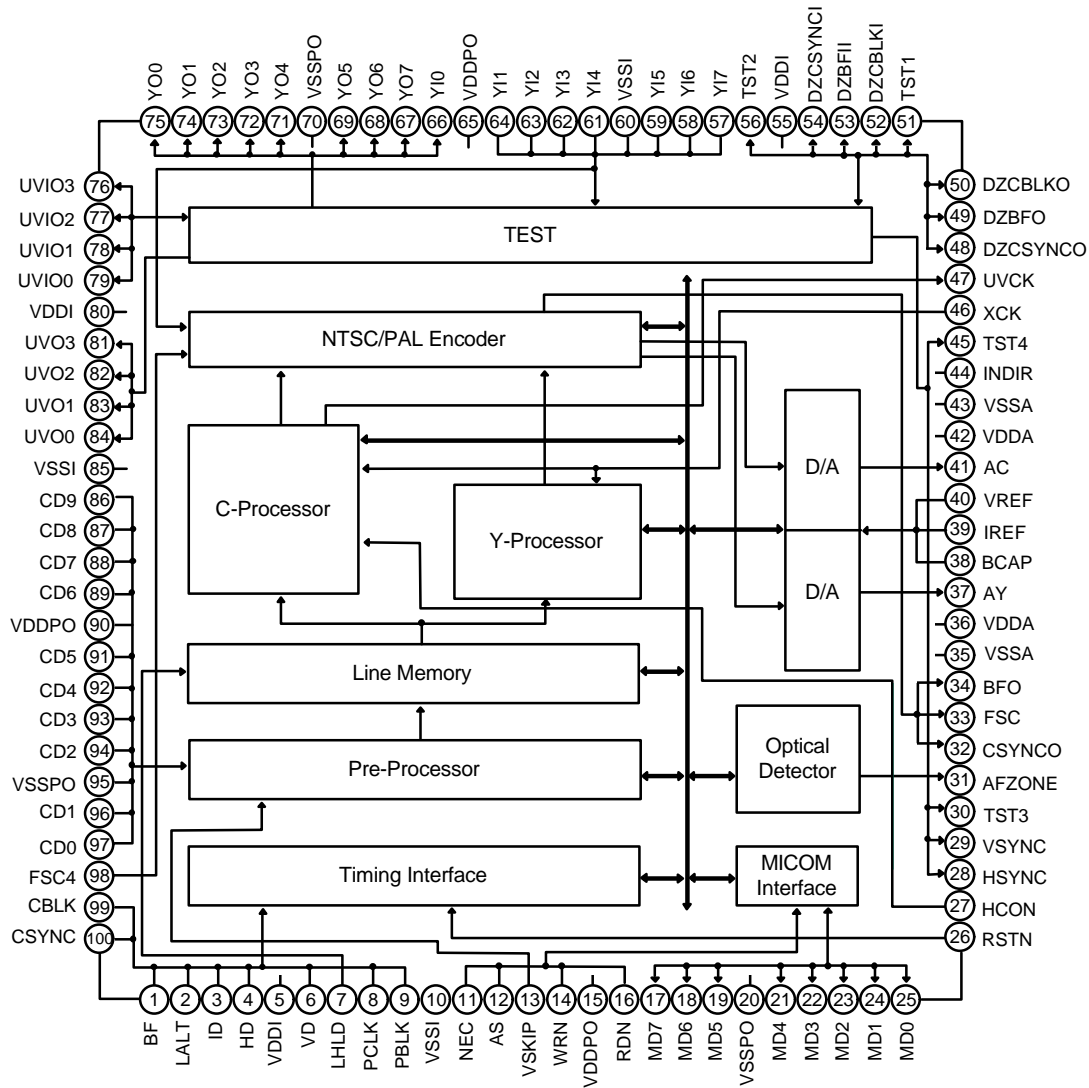 YO0
YO1
YO2
YO3
YO4
VSSPO
YO5
YO6
YO7
YI0
VDDPO
YI1
YI2
YI3
YI4
VSSI
YI5
YI6
YI7
TST2
VDDI
DZCSYNCI
DZBFII
DZCBLKI
TST1
75 74 73 72 71 70 69 68 67 66 65 64 63 62 61 60 59 58 57 56 55 54 53 52 51
UVIO3 76
UVIO2 77
UVIO1 78
UVIO0 79
VDDI 80
UVO3 81
UVO2 82
UVO1 83
UVO0 84
VSSI 85
CD9 86
CD8 87
CD7 88
CD6 89
VDDPO 90
CD5 91
CD4 92
CD3 93
CD2 94
VSSPO 95
CD1 96
CD0 97
FSC4 98
CBLK 99
CSYNC 100
TEST
NTSC/PAL Encoder
C-Processor
Y-Processor
D/A
D/A
Line Memory
Pre-Processor
Optical
Detector
Timing Interface
MICOM
Interface
50 DZCBLKO
49 DZBFO
48 DZCSYNCO
47 UVCK
46 XCK
45 TST4
44 INDIR
43 VSSA
42 VDDA
41 AC
40 VREF
39 IREF
38 BCAP
37 AY
36 VDDA
35 VSSA
34 BFO
33 FSC
32 CSYNCO
31 AFZONE
30 TST3
29 VSYNC
28 HSYNC
27 HCON
26 RSTN
1 2 3 4 5 6 7 8 9 10 11 12 13 14 15 16 17 18 19 20 21 22 23 24 25
BF
LALT
ID
HD
VDDI
VD
LHLD
PCLK
PBLK
VSSI
NEC
AS
VSKIP
WRN
VDDPO
RDN
MD7
MD6
MD5
VSSPO
MD4
MD3
MD2
MD1
MD0